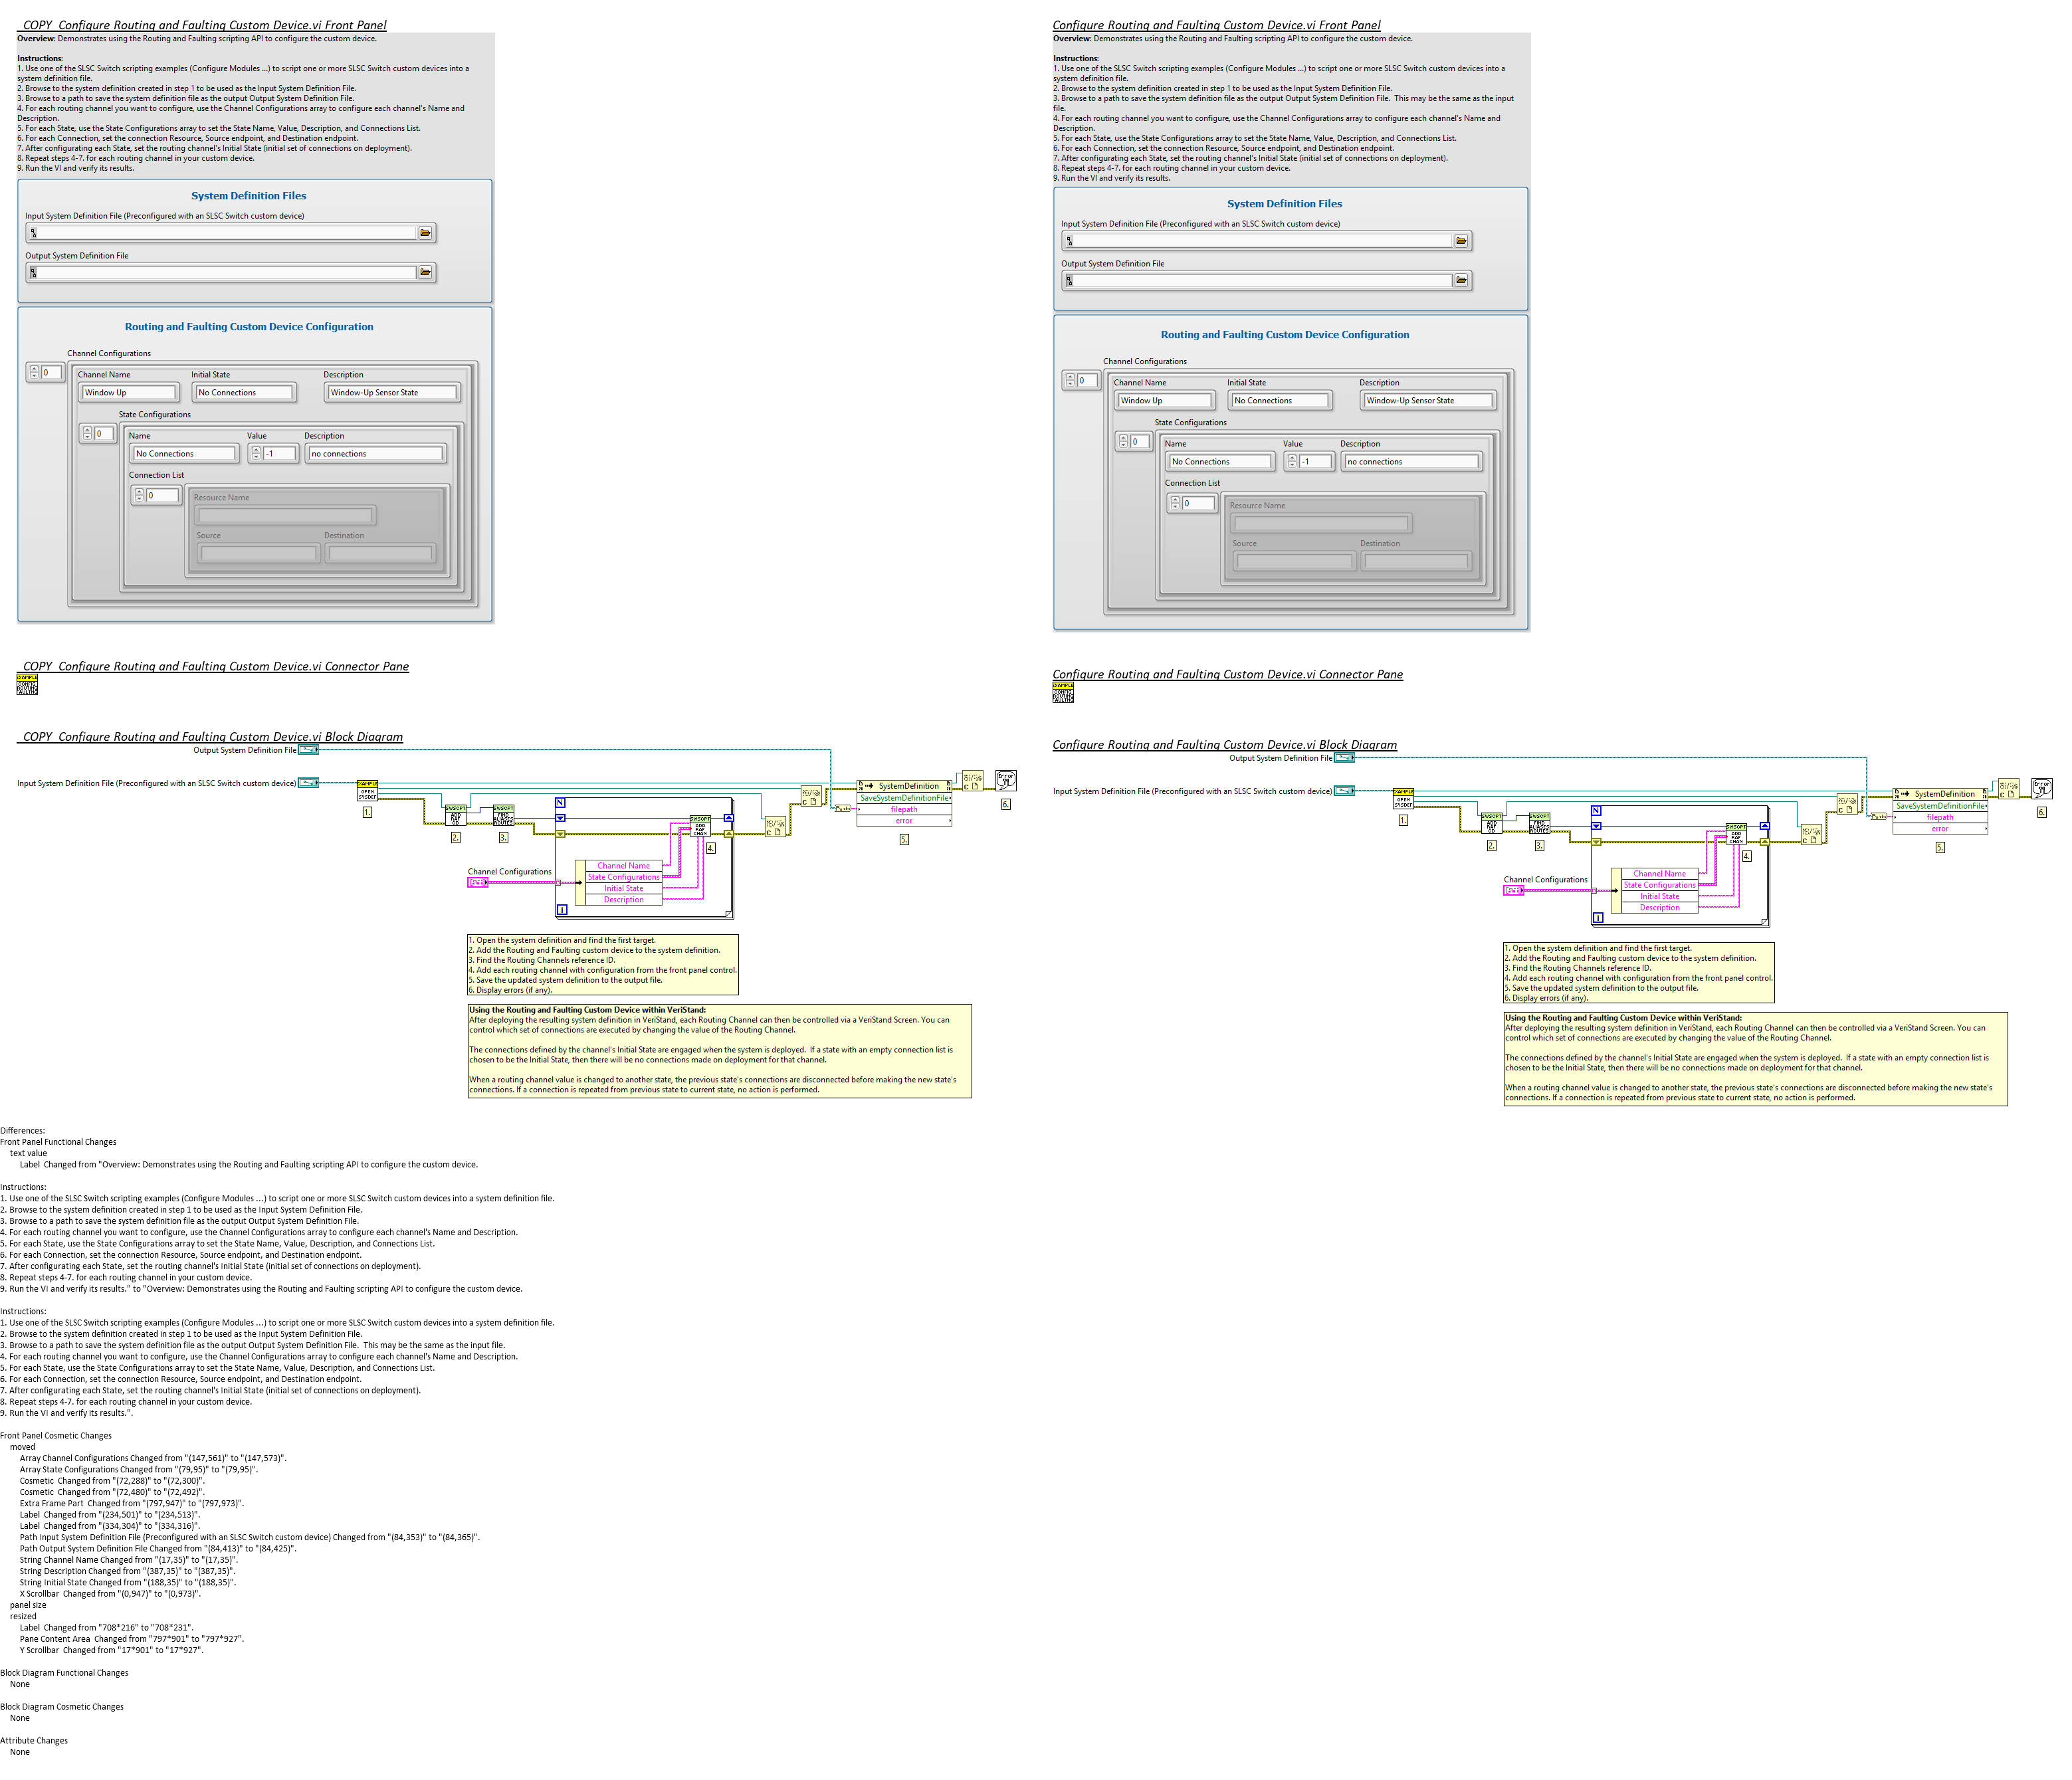 _COPY_Configure Routing and Faulting Custom Device.vi Front Panel
Overview: Demonstrates using the Routing and Faulting scripting API to configure the custom device.
Instructions:
1. Use one of the SLSC Switch scripting examples (Configure Modules ...) to script one or more SLSC Switch custom devices into a
system definition file.
2. Browse to the system definition created in step 1 to be used as the Input System Definition File.
3. Browse to a path to save the system definition file as the output Output System Definition File.
4. For each routing channel you want to configure, use the Channel Configurations array to configure each channel's Name and
Description.
5. For each State, use the State Configurations array to set the State Name, Value, Description, and Connections List.
6. For each Connection, set the connection Resource, Source endpoint, and Destination endpoint.
7. After configurating each State, set the routing channel's Initial State (initial set of connections on deployment).
8. Repeat steps 4-7. for each routing channel in your custom device.
9. Run the VI and verify its results.
System Definition Files
Input System Definition File (Preconfigured with an SLSC Switch custom device)
Output System Definition File
Routing and Faulting Custom Device Configuration
Channel Configurations
0
Channel Name Initial State Description
Window Up No Connections Window-Up Sensor State
State Configurations
0
Name Value Description
No Connections -1 no connections
Connection List
0
Resource Name
Source Destination
_COPY_Configure Routing and Faulting Custom Device.vi Connector Pane
EXAMPLE
CONFIG
ROUTING
FAULTNG
_COPY_Configure Routing and Faulting Custom Device.vi Block Diagram
Output System Definition File
Input System Definition File (Preconfigured with an SLSC Switch custom device)
EXAMPLE
OPEN
SYSDEF
1.
SWSOPT
ADD
RAF
CD
2.
SWSOPT
FIND
ALIASES
ROUTES
3.
N
SWSOPT
ADD
RAF
CHAN
4.
Channel Configurations
Channel Name
State Configurations
Initial State
Description
i
SystemDefinition
SaveSystemDefinitionFile
filepath
error
5.
Error
?!
6.
1. Open the system definition and find the first target.
2. Add the Routing and Faulting custom device to the system definition.
3. Find the Routing Channels reference ID.
4. Add each routing channel with configuration from the front panel control.
5. Save the updated system definition to the output file.
6. Display errors (if any).
Using the Routing and Faulting Custom Device within VeriStand:
After deploying the resulting system definition in VeriStand, each Routing Channel can then be controlled via a VeriStand Screen. You can
control which set of connections are executed by changing the value of the Routing Channel.
The connections defined by the channel's Initial State are engaged when the system is deployed.  If a state with an empty connection list is
chosen to be the Initial State, then there will be no connections made on deployment for that channel.
When a routing channel value is changed to another state, the previous state's connections are disconnected before making the new state's
connections. If a connection is repeated from previous state to current state, no action is performed.
Configure Routing and Faulting Custom Device.vi Front Panel
Overview: Demonstrates using the Routing and Faulting scripting API to configure the custom device.
Instructions:
1. Use one of the SLSC Switch scripting examples (Configure Modules ...) to script one or more SLSC Switch custom devices into a
system definition file.
2. Browse to the system definition created in step 1 to be used as the Input System Definition File.
3. Browse to a path to save the system definition file as the output Output System Definition File.  This may be the same as the input
file.
4. For each routing channel you want to configure, use the Channel Configurations array to configure each channel's Name and
Description.
5. For each State, use the State Configurations array to set the State Name, Value, Description, and Connections List.
6. For each Connection, set the connection Resource, Source endpoint, and Destination endpoint.
7. After configurating each State, set the routing channel's Initial State (initial set of connections on deployment).
8. Repeat steps 4-7. for each routing channel in your custom device.
9. Run the VI and verify its results.
System Definition Files
Input System Definition File (Preconfigured with an SLSC Switch custom device)
Output System Definition File
Routing and Faulting Custom Device Configuration
Channel Configurations
0
Channel Name Initial State Description
Window Up No Connections Window-Up Sensor State
State Configurations
0
Name Value Description
No Connections -1 no connections
Connection List
0
Resource Name
Source Destination
Configure Routing and Faulting Custom Device.vi Connector Pane
EXAMPLE
CONFIG
ROUTING
FAULTNG
Configure Routing and Faulting Custom Device.vi Block Diagram
Output System Definition File
Input System Definition File (Preconfigured with an SLSC Switch custom device)
EXAMPLE
OPEN
SYSDEF
1.
SWSOPT
ADD
RAF
CD
2.
SWSOPT
FIND
ALIASES
ROUTES
3.
N
SWSOPT
ADD
RAF
CHAN
4.
Channel Configurations
Channel Name
State Configurations
Initial State
Description
i
SystemDefinition
SaveSystemDefinitionFile
filepath
error
5.
Error
?!
6.
1. Open the system definition and find the first target.
2. Add the Routing and Faulting custom device to the system definition.
3. Find the Routing Channels reference ID.
4. Add each routing channel with configuration from the front panel control.
5. Save the updated system definition to the output file.
6. Display errors (if any).
Using the Routing and Faulting Custom Device within VeriStand:
After deploying the resulting system definition in VeriStand, each Routing Channel can then be controlled via a VeriStand Screen. You can
control which set of connections are executed by changing the value of the Routing Channel.
The connections defined by the channel's Initial State are engaged when the system is deployed.  If a state with an empty connection list is
chosen to be the Initial State, then there will be no connections made on deployment for that channel.
When a routing channel value is changed to another state, the previous state's connections are disconnected before making the new state's
connections. If a connection is repeated from previous state to current state, no action is performed.
Differences:
Front Panel Functional Changes
text value
Label  Changed from "Overview: Demonstrates using the Routing and Faulting scripting API to configure the custom device.
Instructions:
1. Use one of the SLSC Switch scripting examples (Configure Modules ...) to script one or more SLSC Switch custom devices into a system definition file.
2. Browse to the system definition created in step 1 to be used as the Input System Definition File.
3. Browse to a path to save the system definition file as the output Output System Definition File.
4. For each routing channel you want to configure, use the Channel Configurations array to configure each channel's Name and Description.
5. For each State, use the State Configurations array to set the State Name, Value, Description, and Connections List.
6. For each Connection, set the connection Resource, Source endpoint, and Destination endpoint.
7. After configurating each State, set the routing channel's Initial State (initial set of connections on deployment).
8. Repeat steps 4-7. for each routing channel in your custom device.
9. Run the VI and verify its results." to "Overview: Demonstrates using the Routing and Faulting scripting API to configure the custom device.
Instructions:
1. Use one of the SLSC Switch scripting examples (Configure Modules ...) to script one or more SLSC Switch custom devices into a system definition file.
2. Browse to the system definition created in step 1 to be used as the Input System Definition File.
3. Browse to a path to save the system definition file as the output Output System Definition File.  This may be the same as the input file.
4. For each routing channel you want to configure, use the Channel Configurations array to configure each channel's Name and Description.
5. For each State, use the State Configurations array to set the State Name, Value, Description, and Connections List.
6. For each Connection, set the connection Resource, Source endpoint, and Destination endpoint.
7. After configurating each State, set the routing channel's Initial State (initial set of connections on deployment).
8. Repeat steps 4-7. for each routing channel in your custom device.
9. Run the VI and verify its results.".
Front Panel Cosmetic Changes
moved
Array Channel Configurations Changed from "(147,561)" to "(147,573)".
Array State Configurations Changed from "(79,95)" to "(79,95)".
Cosmetic  Changed from "(72,288)" to "(72,300)".
Cosmetic  Changed from "(72,480)" to "(72,492)".
Extra Frame Part  Changed from "(797,947)" to "(797,973)".
Label  Changed from "(234,501)" to "(234,513)".
Label  Changed from "(334,304)" to "(334,316)".
Path Input System Definition File (Preconfigured with an SLSC Switch custom device) Changed from "(84,353)" to "(84,365)".
Path Output System Definition File Changed from "(84,413)" to "(84,425)".
String Channel Name Changed from "(17,35)" to "(17,35)".
String Description Changed from "(387,35)" to "(387,35)".
String Initial State Changed from "(188,35)" to "(188,35)".
X Scrollbar  Changed from "(0,947)" to "(0,973)".
panel size
resized
Label  Changed from "708*216" to "708*231".
Pane Content Area  Changed from "797*901" to "797*927".
Y Scrollbar  Changed from "17*901" to "17*927".
Block Diagram Functional Changes
None
Block Diagram Cosmetic Changes
None
Attribute Changes
None